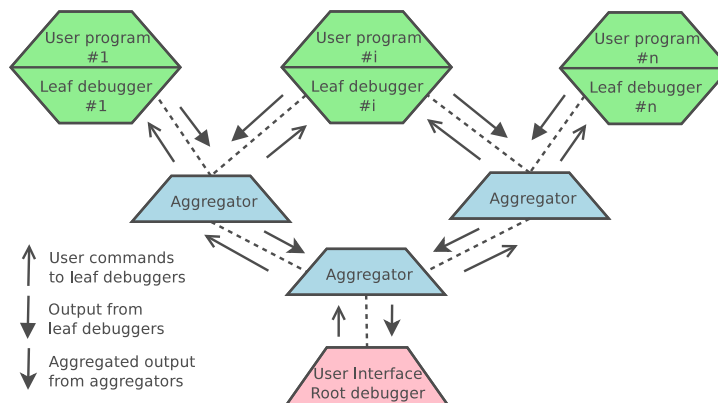 User program
#1
Leaf debugger
#1
User program
#i
Leaf debugger
#i
User program
#n
Leaf debugger
#n
Aggregator
Aggregator
Aggregator
User commands
to leaf debuggers
Output from
leaf debuggers
Aggregated output
from aggregators
User Interface
Root debugger